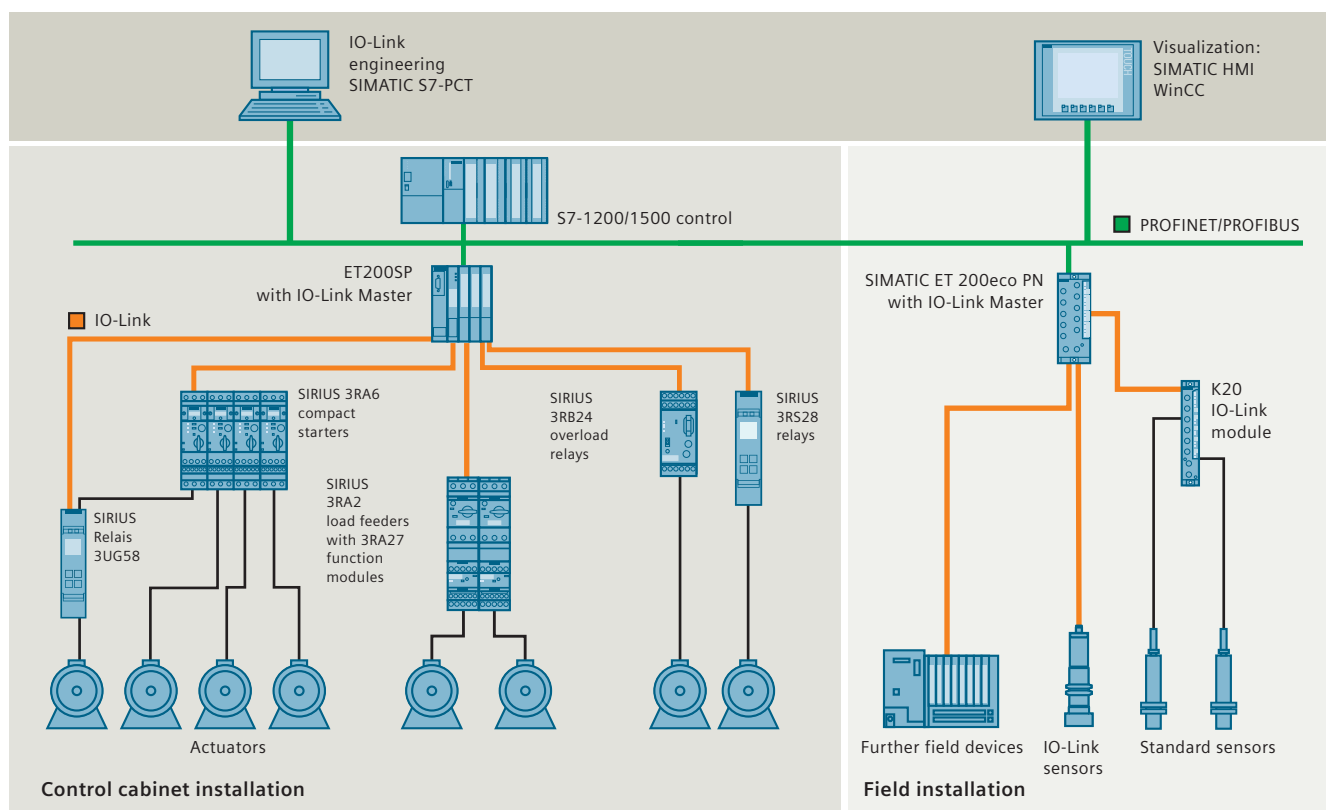 IO-Link
engineering
SIMATIC S7-PCT
Visualization:
SIMATIC HMI
WinCC
S7-1200/1500 control
PROFINET/PROFIBUS
ET200SP
with IO-Link Master
SIMATIC ET 200eco PN
with IO-Link Master
IO-Link
SIRIUS 3RA6
compact
starters
SIRIUS
3RB24
overload
relays
SIRIUS
3RS28
relays
K20
IO-Link
module
SIRIUS
Relais
3UG58
SIRIUS
3RA2
load feeders
with 3RA27
function
modules
Actuators
Further field devices
IO-Link
sensors
Standard sensors
Control cabinet installation
Field installation